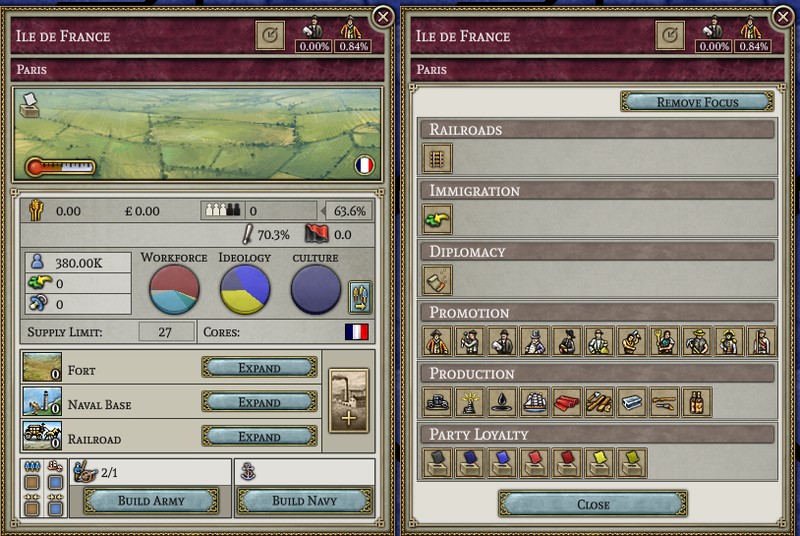 Ile de France
0.00% 0.84%
Paris
0.00 £0.00 0 63.6%
70.3% 0.0
380.00K
0
0
Workforce Ideology culture
Supply Limit: 27 Cores:
0 Fort Expand
0 Naval Base Expand
0 Railroad Expand
2/1
Build Army Build Navy
Ile de France
0.00% 0.84%
Paris
Remove Focus
Railroads
Immigration
Diplomacy
Promotion
Production
Party Loyalty
Close